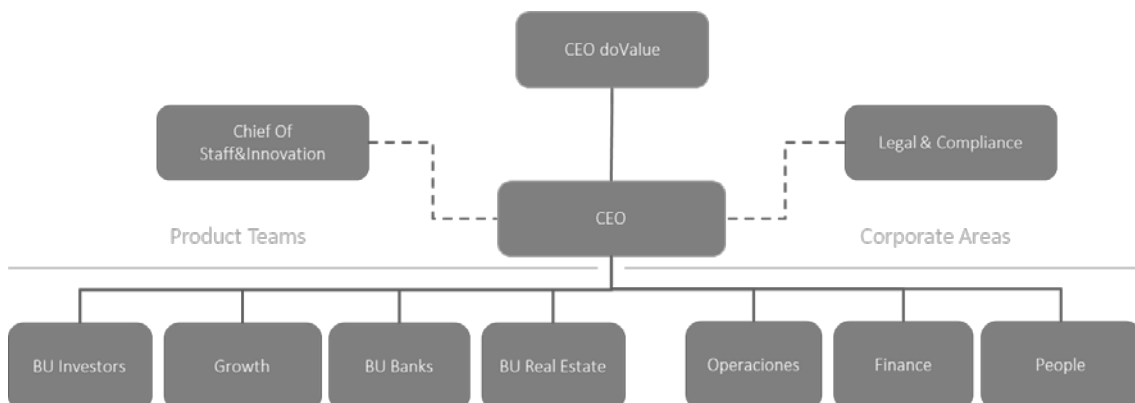 CEO doValue
Chief Of
Staff&Innovation
Legal & Compliance
CEO
Product Teams
Corporate Areas
BU Investors
Growth
BU Banks
BU Real Estate
Operaciones
Finance
People